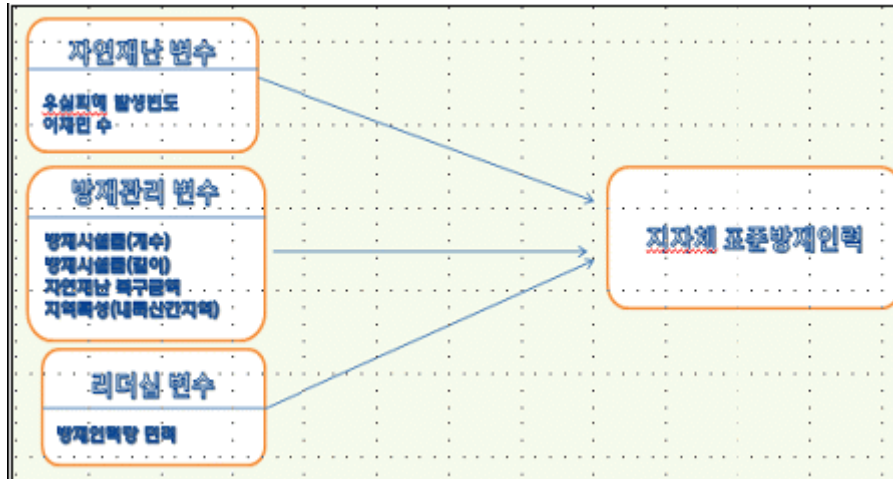 자연재난 변수
우심피해 발생빈도
이재민 수
방재관리 변수
방재시설물(개수)
방재시설물(길이)
자연재난 복구금액
지역특성(내륙산간지역)
리더십 변수
방재인력당 면적
지자체 표준방재인력